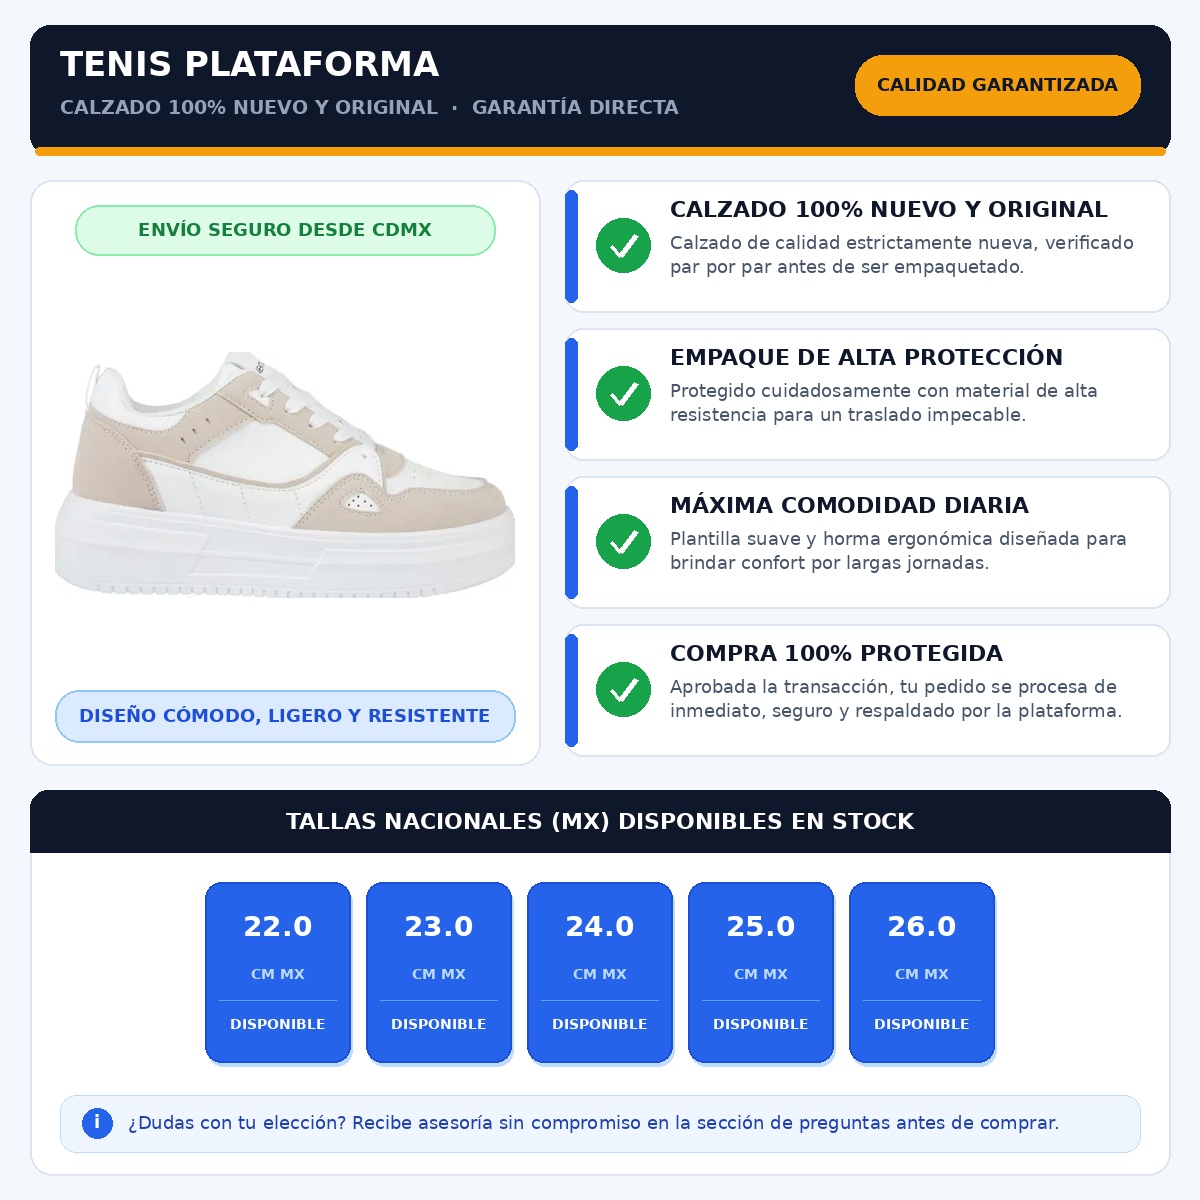 TENIS PLATAFORMA
CALZADO 100% NUEVO Y ORIGINAL · GARANTÍA DIRECTA
CALIDAD GARANTIZADA
ENVÍO SEGURO DESDE CDMX
DISEÑO CÓMODO, LIGERO Y RESISTENTE
CALZADO 100% NUEVO Y ORIGINAL
Calzado de calidad estrictamente nueva, verificado
par por par antes de ser empaquetado.
EMPAQUE DE ALTA PROTECCIÓN
Protegido cuidadosamente con material de alta
resistencia para un traslado impecable.
MÁXIMA COMODIDAD DIARIA
Plantilla suave y horma ergonómica diseñada para
brindar confort por largas jornadas.
COMPRA 100% PROTEGIDA
Aprobada la transacción, tu pedido se procesa de
inmediato, seguro y respaldado por la plataforma.
TALLAS NACIONALES (MX) DISPONIBLES EN STOCK
22.0
CM MX
DISPONIBLE
23.0
CM MX
DISPONIBLE
24.0
CM MX
DISPONIBLE
25.0
CM MX
DISPONIBLE
26.0
CM MX
DISPONIBLE
i
¿Dudas con tu elección? Recibe asesoría sin compromiso en la sección de preguntas antes de comprar.